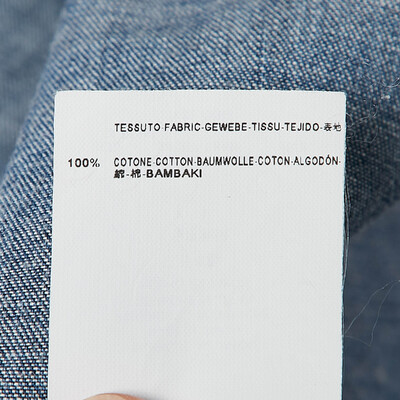 TESSUTO-FABRIC-GEWEBE-TISSU-TEJIDO-表地
100% COTONE-COTTON-BAUMWOLLE-COTON-ALGODÓN-
綿-棉-BAMBAKI